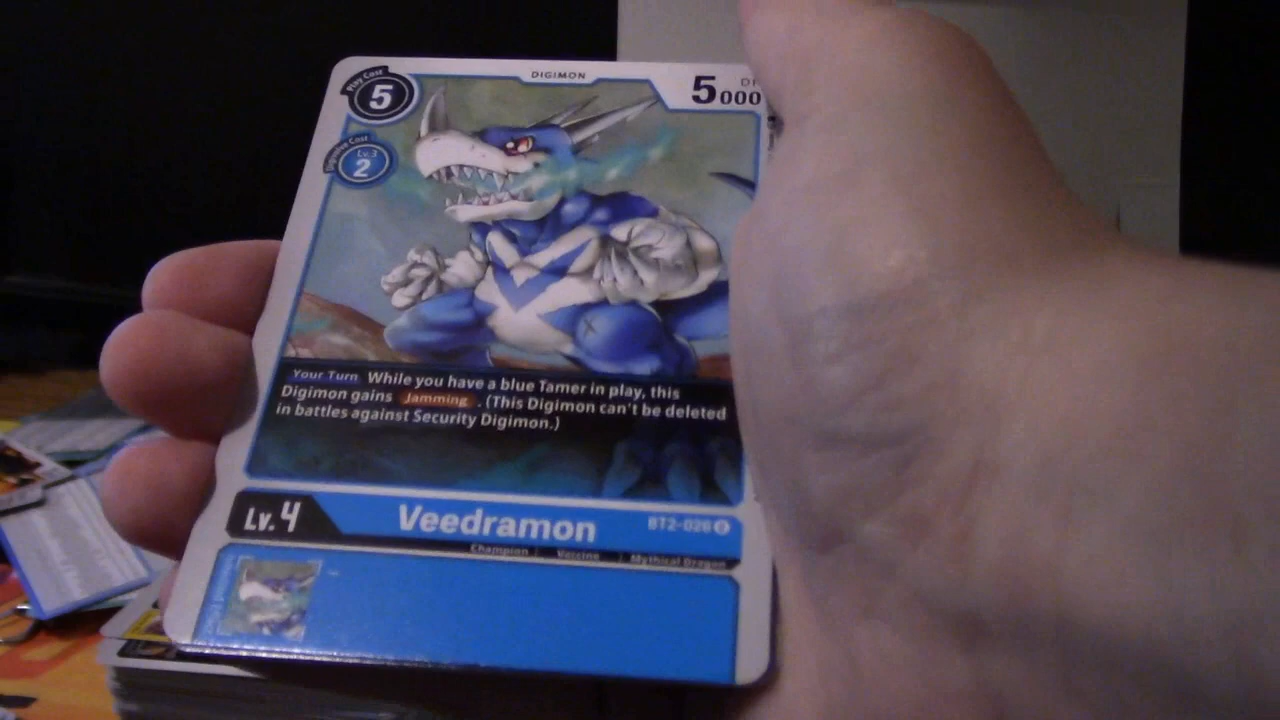 Play Cost
5
DIGIMON
5000
Digivolve Cost
Lv.3
2
Your Turn While you have a blue Tamer in play, this
Digimon gains Jamming. (This Digimon can't be deleted
in battles against Security Digimon.)
Lv.4 Veedramon
Champion | Vaccine | Mythical Dragon